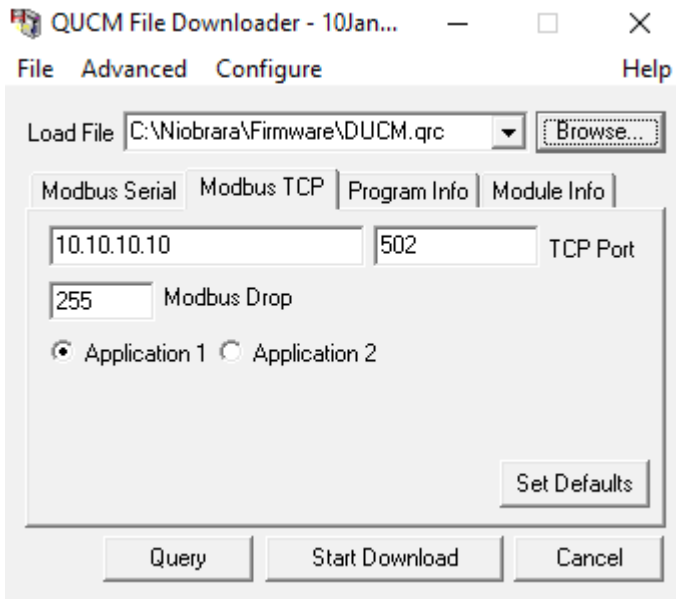 QUCM File Downloader - 10Jan...
File Advanced Configure Help
Load File C:\Niobrara\Firmware\DUCM.qrc Browse...
Modbus Serial Modbus TCP Program Info Module Info
10.10.10.10 502 TCP Port
255 Modbus Drop
Application 1 Application 2
Set Defaults
Query Start Download Cancel